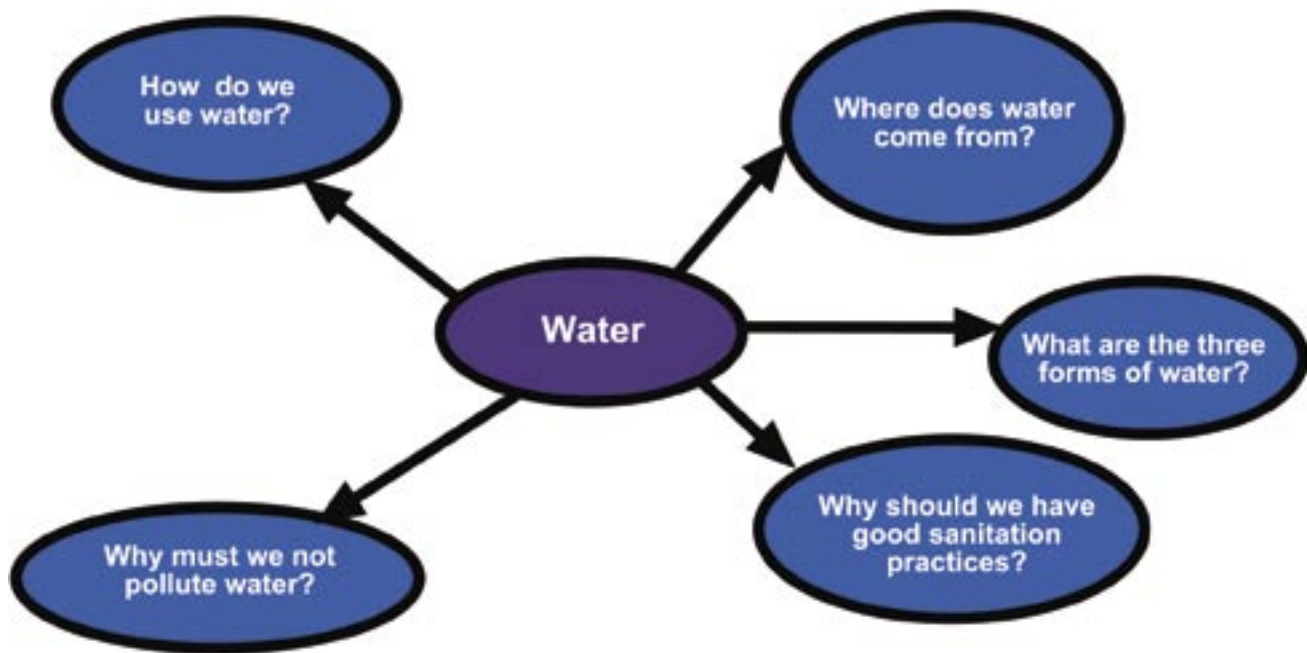 How do we
use water?
Where does water
come from?
Water
What are the three
forms of water?
Why should we have
good sanitation
practices?
Why must we not
pollute water?